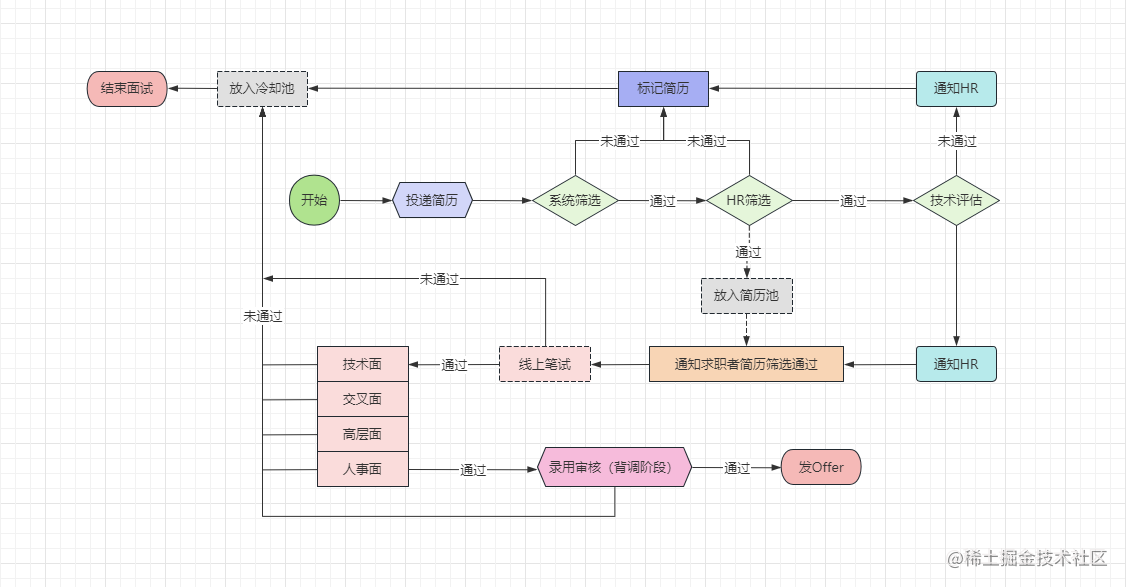 结束面试
放入冷却池
标记简历
通知HR
未通过
未通过
未通过
开始
投递简历
系统筛选
通过
HR筛选
通过
技术评估
通过
未通过
放入简历池
未通过
技术面
通过
线上笔试
通知求职者简历筛选通过
通知HR
交叉面
高层面
人事面
通过
录用审核（背调阶段）
通过
发Offer
@稀土掘金技术社区